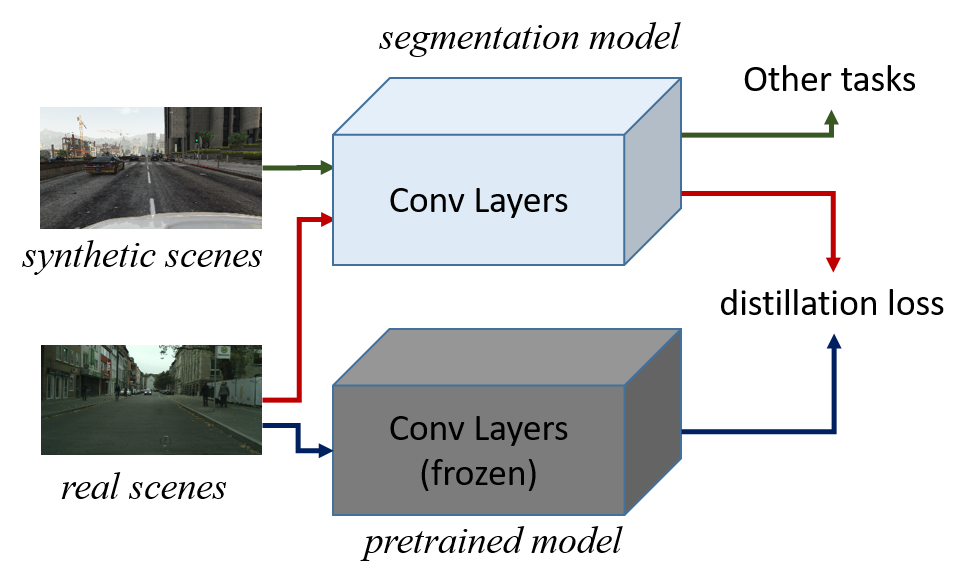 segmentation model
Other tasks
Conv Layers
synthetic scenes
distillation loss
Conv Layers
(frozen)
real scenes
pretrained model